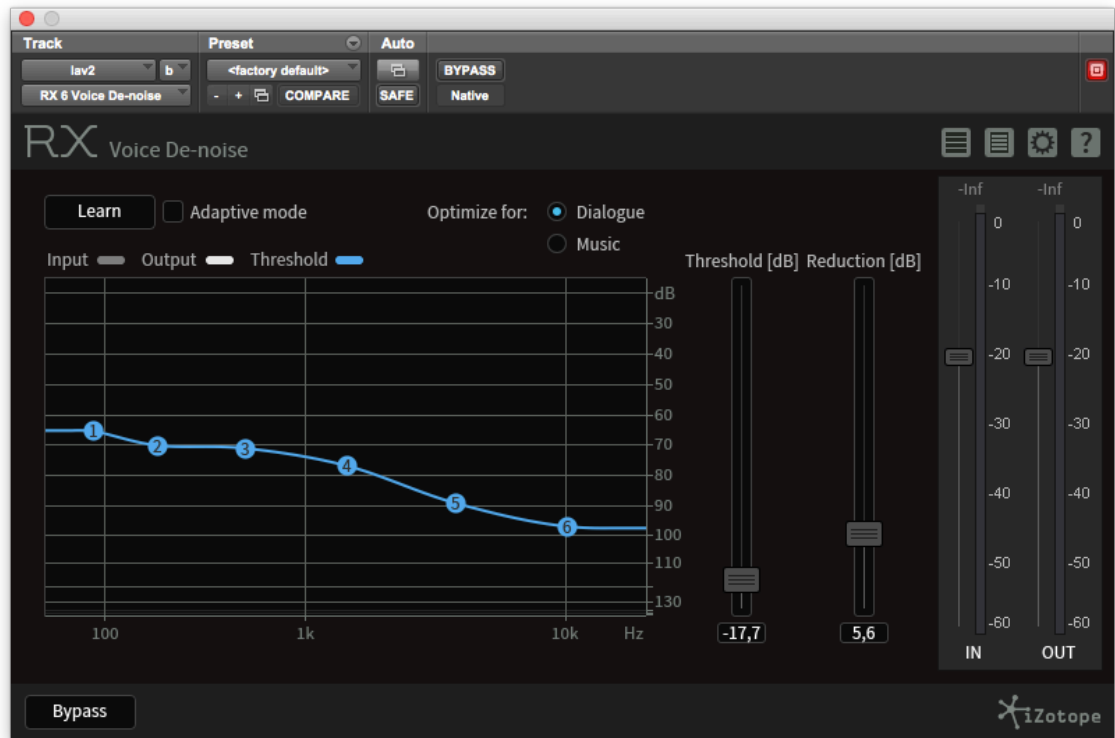 Track Preset Auto
lav2 b <factory default> BYPASS
RX 6 Voice De-noise - + COMPARE SAFE Native
RX Voice De-noise ?
-Inf -Inf
Learn Adaptive mode Optimize for: Dialogue
Music
Input Output Threshold Threshold [dB] Reduction [dB]
dB
-30
-40
-50
-60
-70
-80
-90
-100
-110
-130
1 2 3 4 5 6
100 1k 10k Hz
-17,7 5,6
0 0
-10 -10
-20 -20
-30 -30
-40 -40
-50 -50
-60 -60
IN OUT
Bypass iZotope